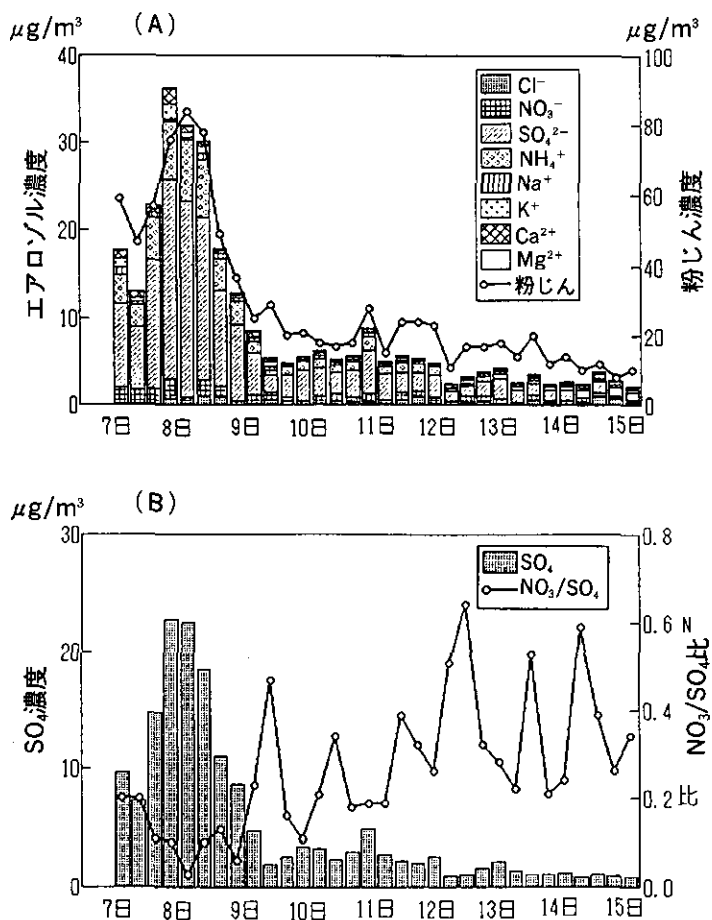 μg/m³ (A) μg/m³
40
30
20
10
0
エアロゾル濃度
Cl⁻
NO₃⁻
SO₄²⁻
NH₄⁺
Na⁺
K⁺
Ca²⁺
Mg²⁺
粉じん
100
80
60
40
20
0
粉じん濃度
7日 8日 9日 10日 11日 12日 13日 14日 15日
μg/m³ (B)
30
20
10
0
SO₄濃度
SO₄
NO₃/SO₄
0.8
0.6 N
0.4
0.2 比
0.0
NO₃/SO₄比
7日 8日 9日 10日 11日 12日 13日 14日 15日